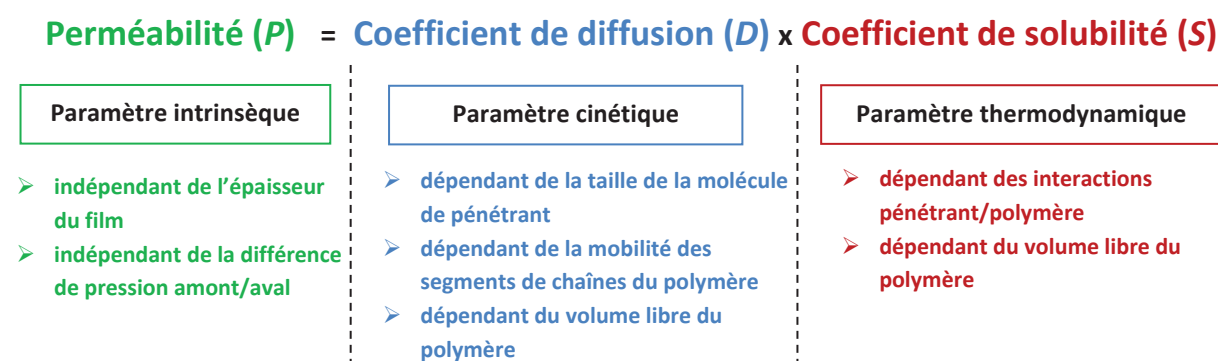 Perméabilité (P) = Coefficient de diffusion (D) x Coefficient de solubilité (S)
Paramètre intrinsèque
➢ indépendant de l'épaisseur
du film
➢ indépendant de la différence
de pression amont/aval
Paramètre cinétique
➢ dépendant de la taille de la molécule
de pénétrant
➢ dépendant de la mobilité des
segments de chaînes du polymère
➢ dépendant du volume libre du
polymère
Paramètre thermodynamique
➢ dépendant des interactions
pénétrant/polymère
➢ dépendant du volume libre du
polymère